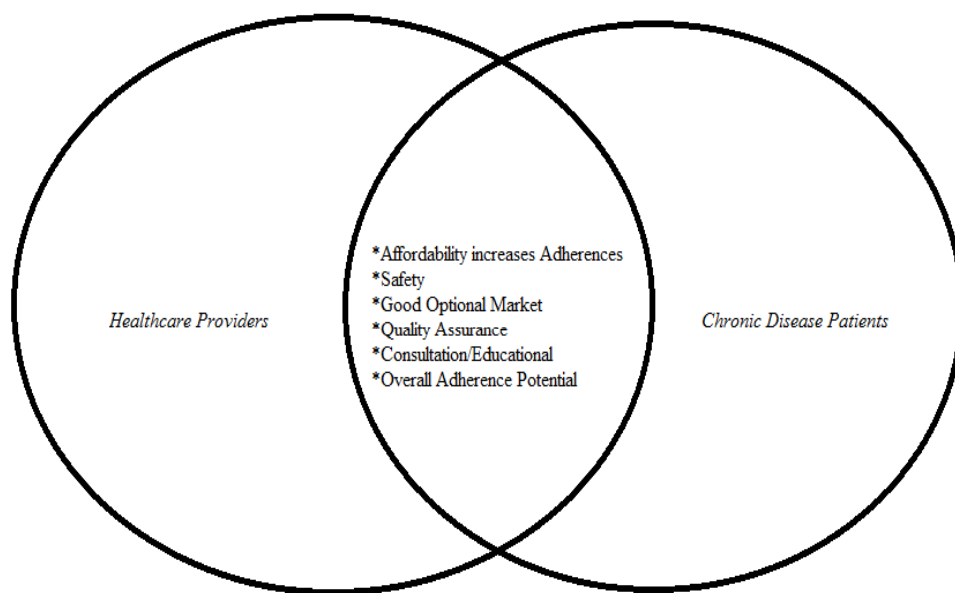 *Affordability increases Adherences
*Safety
*Good Optional Market
Healthcare Providers
*Quality Assurance
Chronic Disease Patients
*Consultation/Educational
*Overall Adherence Potential